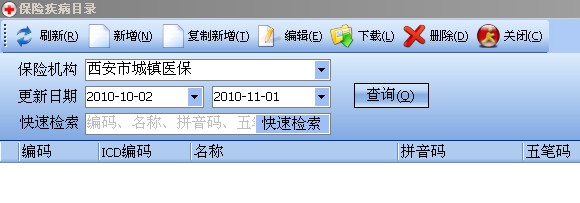 保险疾病目录
刷新(R) 新增(N) 复制新增(T) 编辑(E) 下载(L) 删除(D) 关闭(C)
保险机构 西安市城镇医保
更新日期 2010-10-02 2010-11-01 查询(Q)
快速检索 编码、名称、拼音码、五 快速检索
编码 ICD编码 名称 拼音码 五笔码